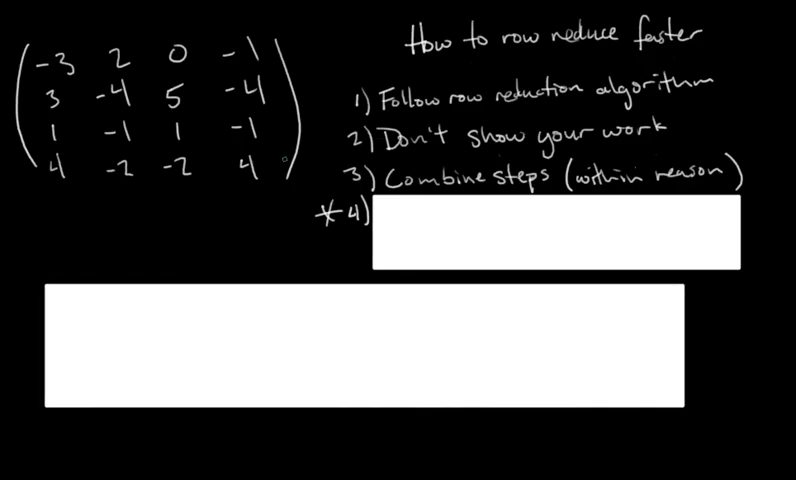 How to row reduce faster
-3 2 0 -1
3 -4 5 -4
1 -1 1 -1
4 -2 -2 4
1) Follow row reduction algorithm
2) Don't show your work
3) Combine steps (within reason)
*4)